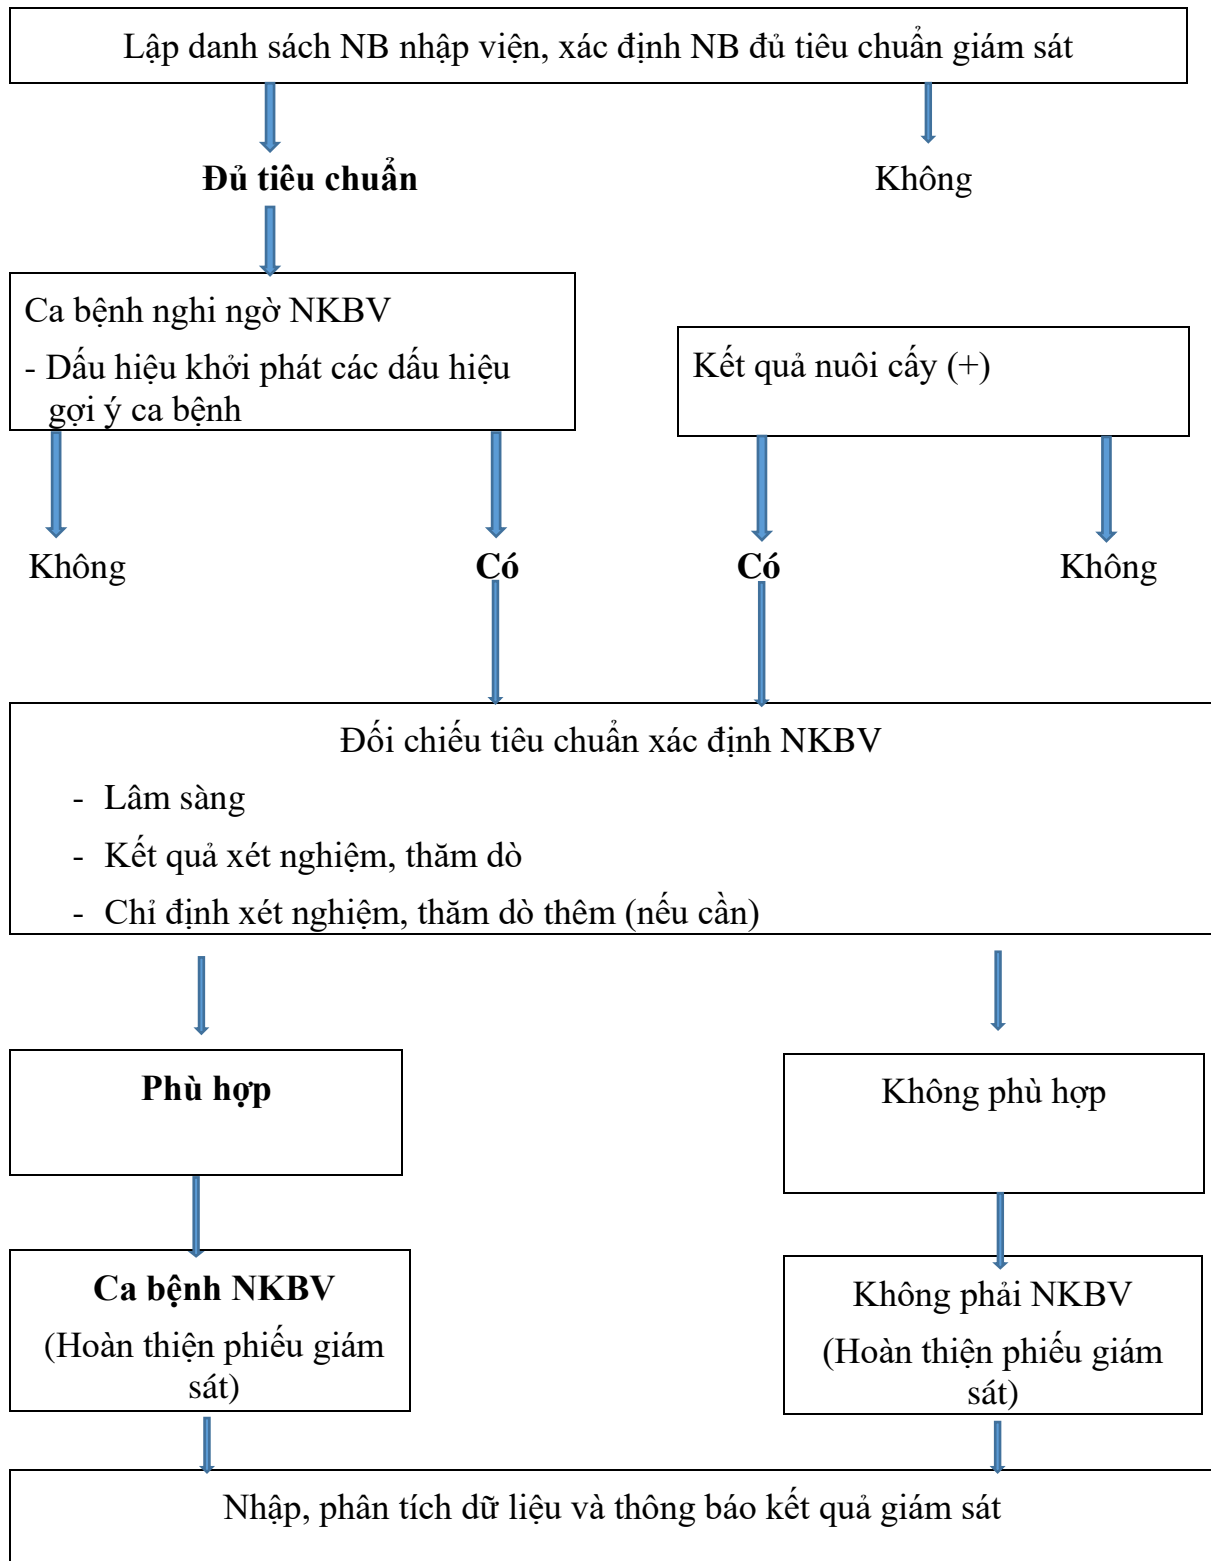 Lập danh sách NB nhập viện, xác định NB đủ tiêu chuẩn giám sát
Đủ tiêu chuẩn
Không
Ca bệnh nghi ngờ NKBV
- Dấu hiệu khởi phát các dấu hiệu
gợi ý ca bệnh
Kết quả nuôi cấy (+)
Không
Có
Có
Không
Đối chiếu tiêu chuẩn xác định NKBV
- Lâm sàng
- Kết quả xét nghiệm, thăm dò
- Chỉ định xét nghiệm, thăm dò thêm (nếu cần)
Phù hợp
Không phù hợp
Ca bệnh NKBV
(Hoàn thiện phiếu giám
sát)
Không phải NKBV
(Hoàn thiện phiếu giám
sát)
Nhập, phân tích dữ liệu và thông báo kết quả giám sát